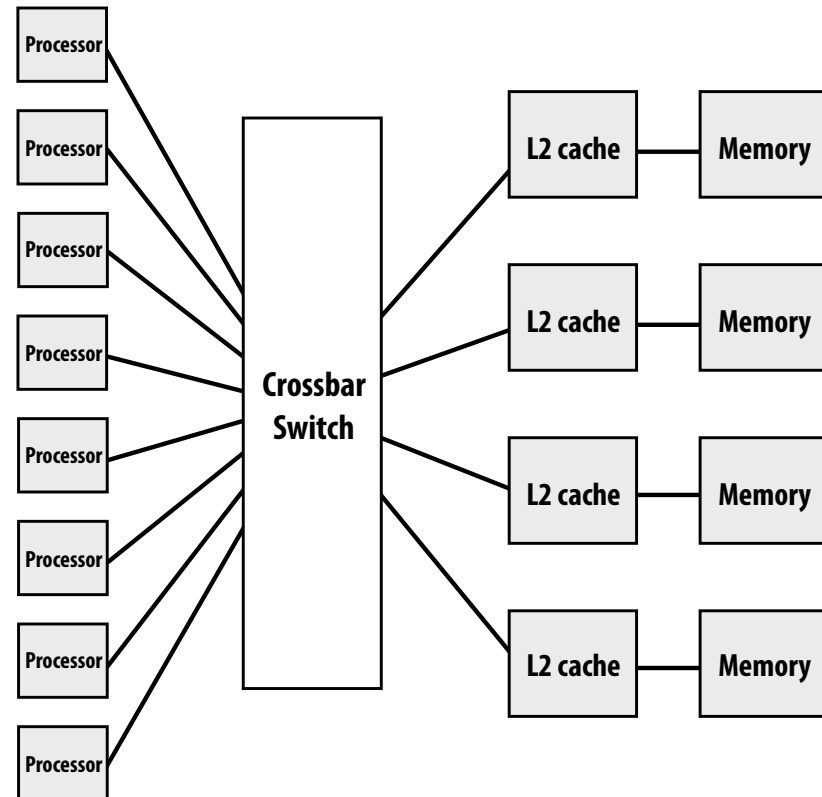 Processor
Processor
Processor
Processor
Processor
Processor
Processor
Processor
Crossbar
Switch
L2 cache
Memory
L2 cache
Memory
L2 cache
Memory
L2 cache
Memory